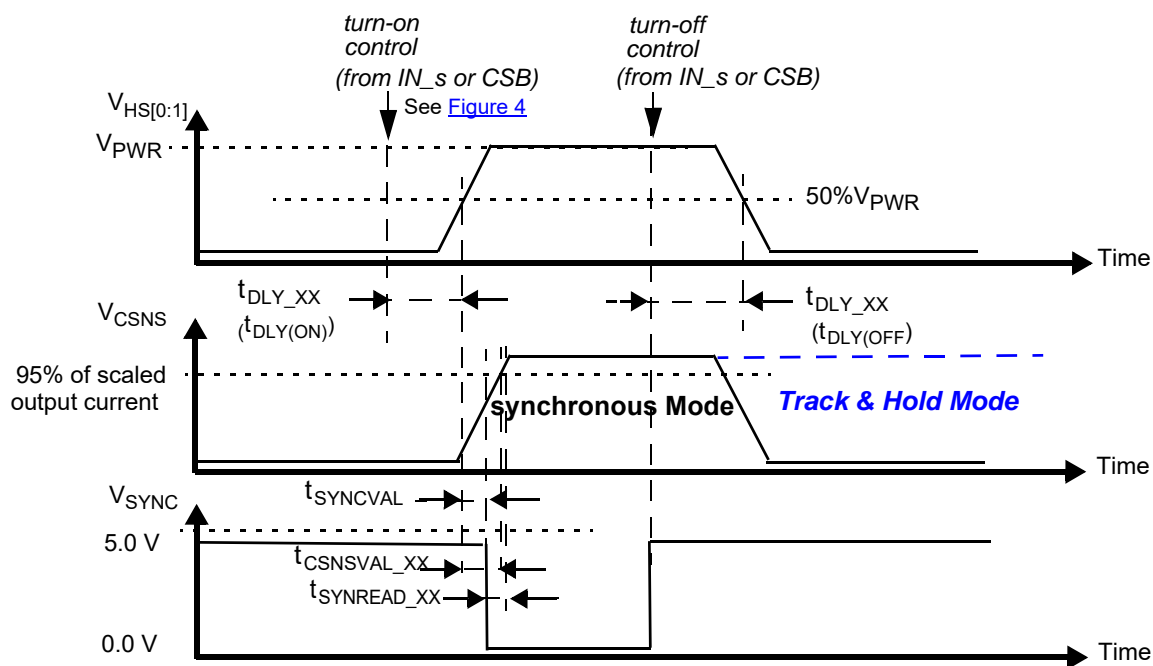 turn-on
control
(from IN_s or CSB)
See Figure 4
turn-off
control
(from IN_s or CSB)
VHS[0:1]
VPWR
50%VPWR
Time
tDLY_XX
(tDLY(ON))
tDLY_XX
(tDLY(OFF)
VCSNS
95% of scaled
output current
synchronous Mode
Track & Hold Mode
Time
tSYNCVAL
VSYNC
5.0 V
tCSNSVAL_XX
tSYNREAD_XX
0.0 V
Time